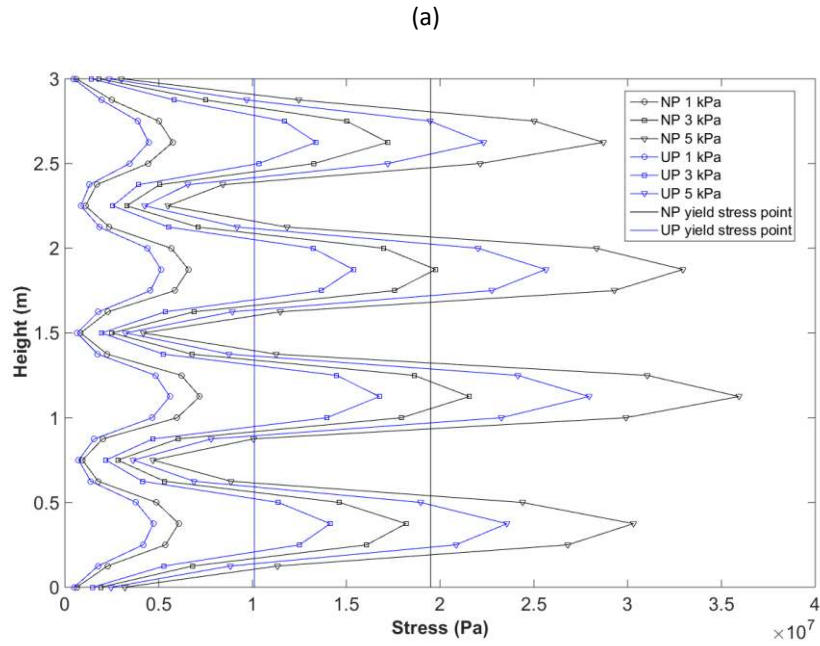 (a)
3
2.5
2
1.5
1
0.5
0
Height (m)
NP 1 kPa
NP 3 kPa
NP 5 kPa
UP 1 kPa
UP 3 kPa
UP 5 kPa
NP yield stress point
UP yield stress point
0 0.5 1 1.5 2 2.5 3 3.5 4
Stress (Pa)
×10⁷